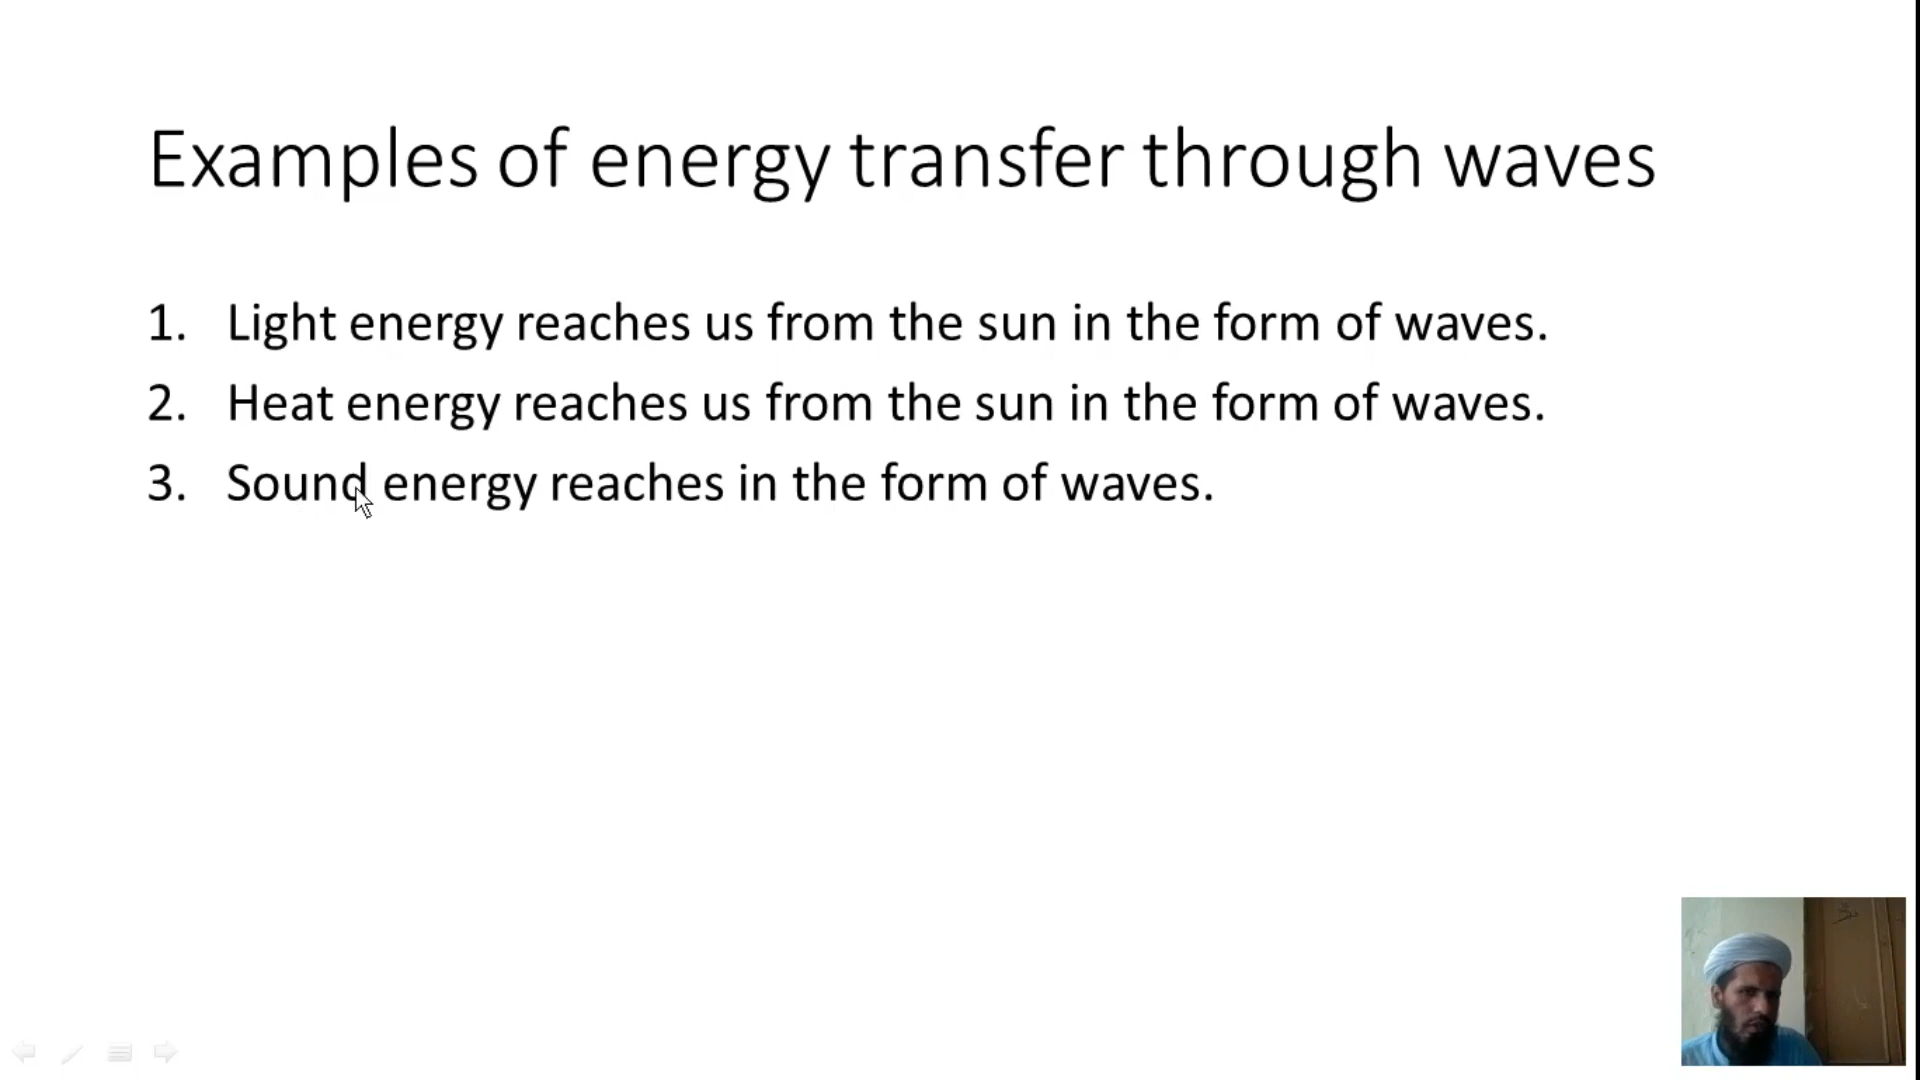 Examples of energy transfer through waves
1. Light energy reaches us from the sun in the form of waves.
2. Heat energy reaches us from the sun in the form of waves.
3. Sound energy reaches in the form of waves.